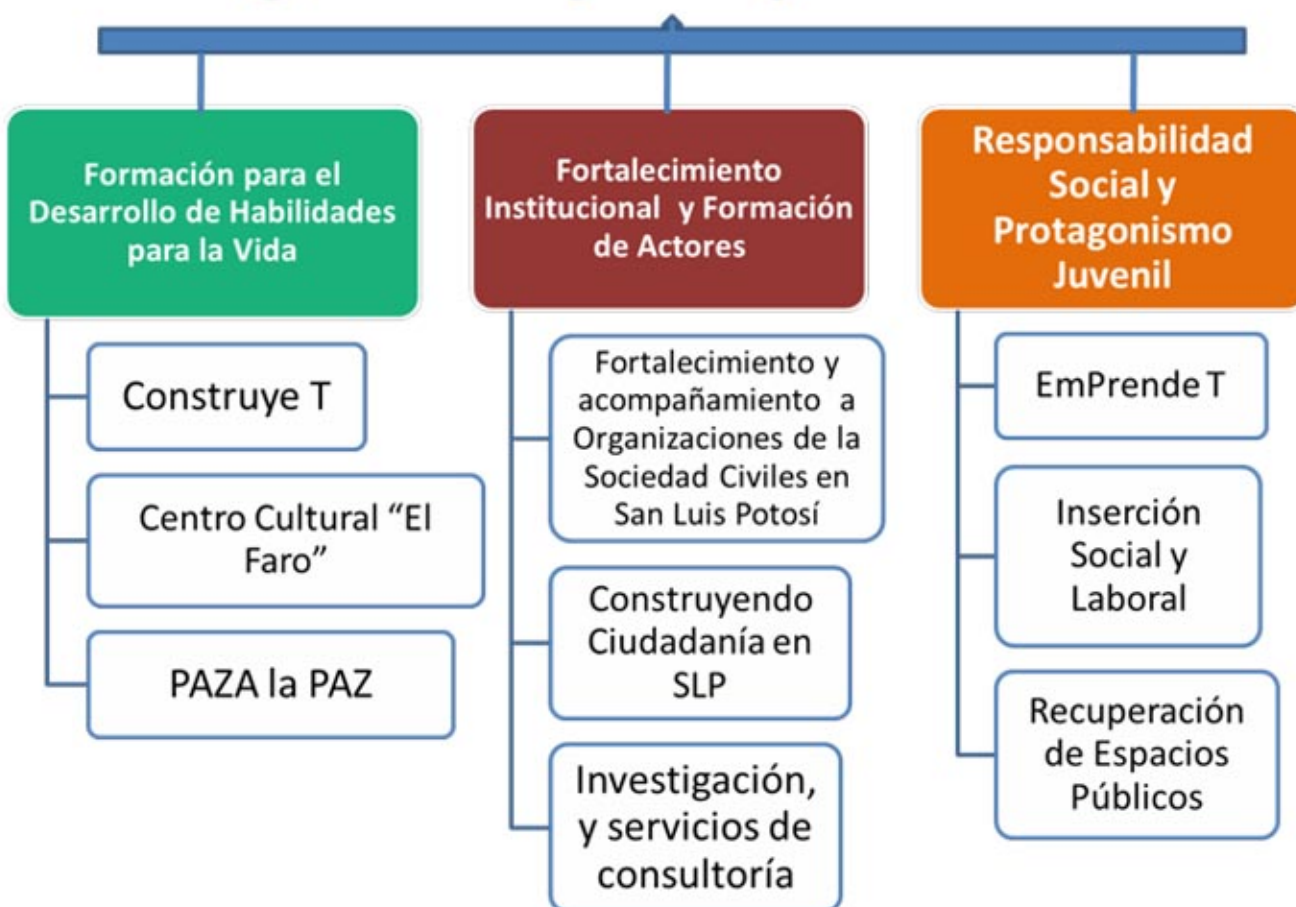 Formación para el
Desarrollo de Habilidades
para la Vida
Construye T
Centro Cultural “El
Faro”
PAZA la PAZ
Fortalecimiento
Institucional y Formación
de Actores
Fortalecimiento y
acompañamiento a
Organizaciones de la
Sociedad Civiles en
San Luis Potosí
Construyendo
Ciudadanía en
SLP
Investigación,
y servicios de
consultoría
Responsabilidad
Social y
Protagonismo
Juvenil
EmPrende T
Inserción
Social y
Laboral
Recuperación
de Espacios
Públicos